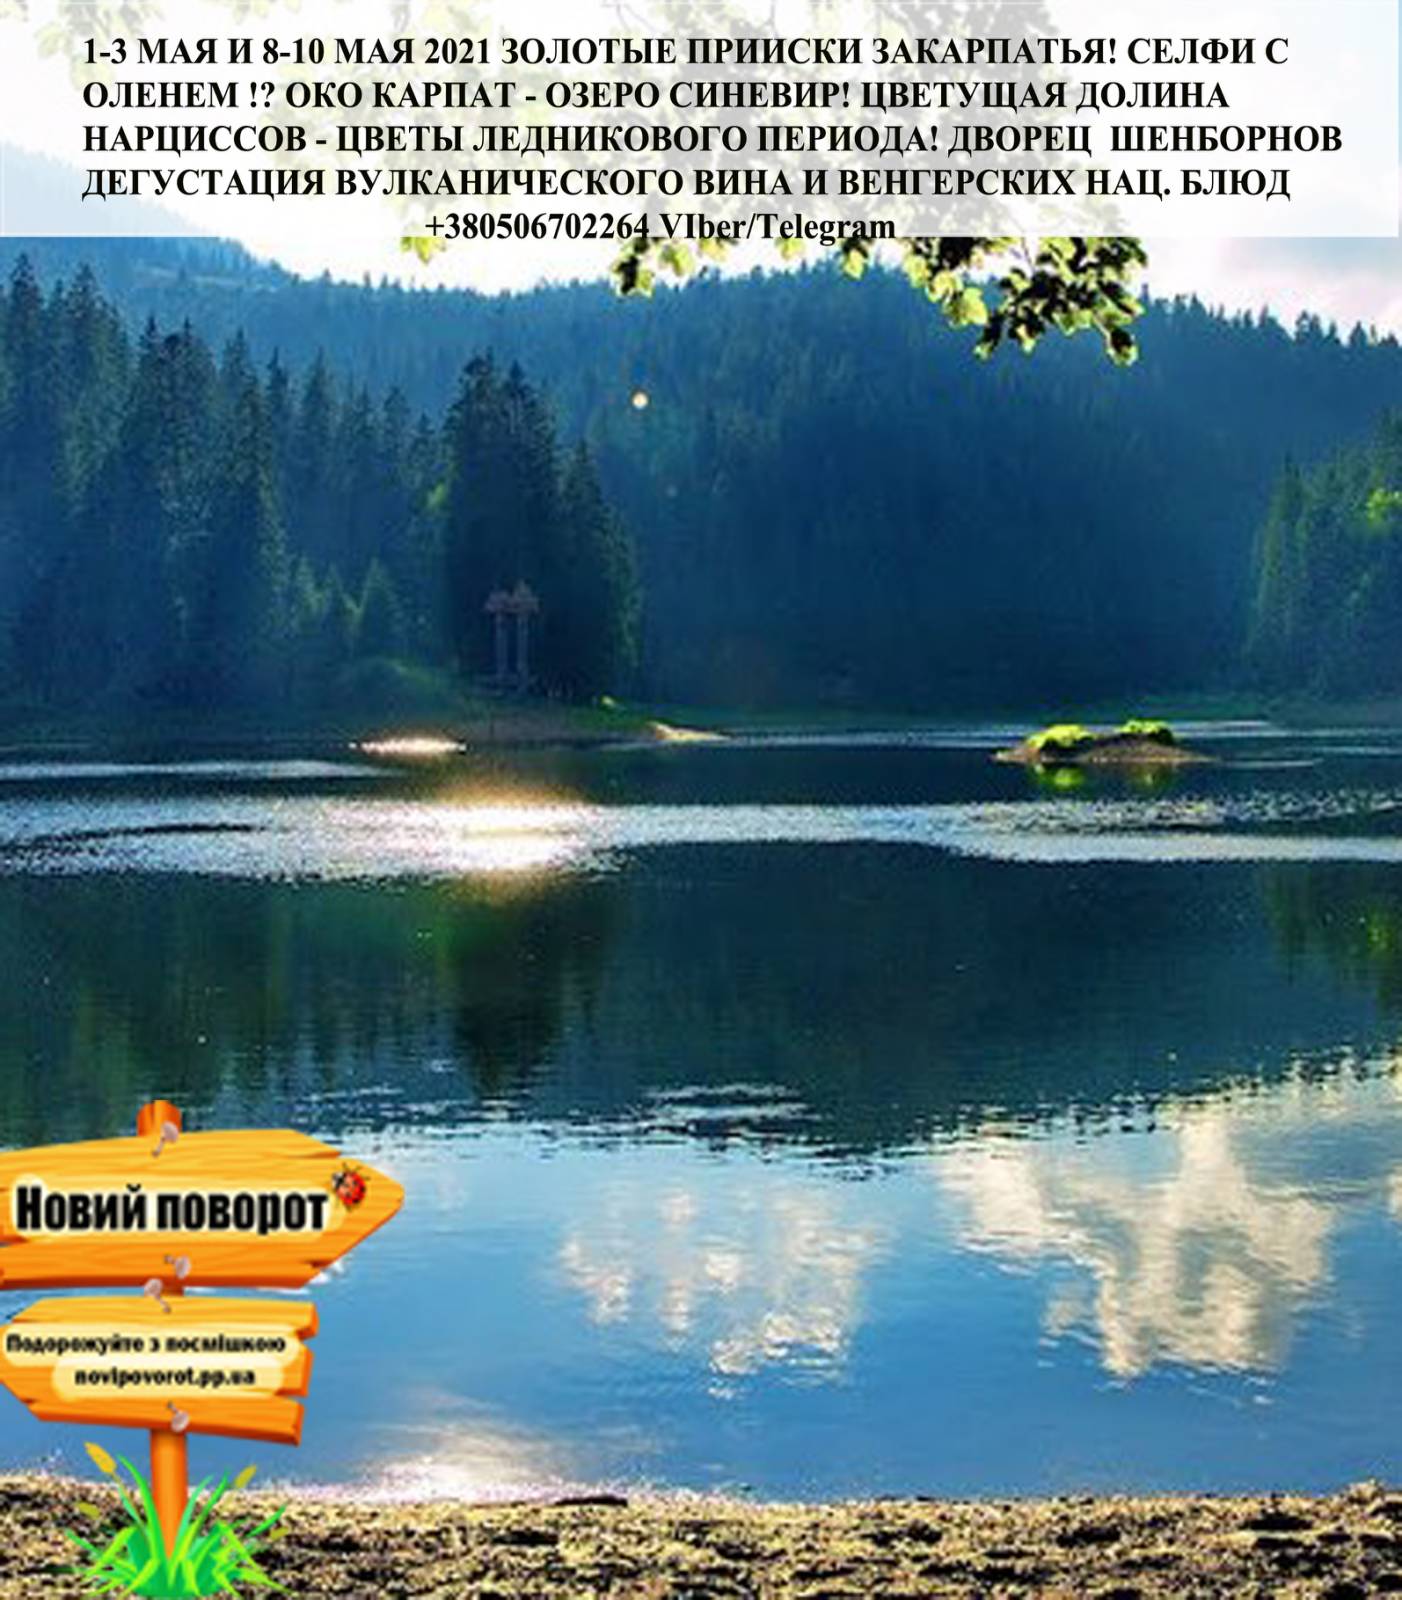 1-3 МАЯ И 8-10 МАЯ 2021 ЗОЛОТЫЕ ПРИИСКИ ЗАКАРПАТЬЯ! СЕЛФИ С
ОЛЕНЕМ !? ОКО КАРПАТ - ОЗЕРО СИНЕВИР! ЦВЕТУЩАЯ ДОЛИНА
НАРЦИССОВ - ЦВЕТЫ ЛЕДНИКОВОГО ПЕРИОДА! ДВОРЕЦ ШЕНБОРНОВ
ДЕГУСТАЦИЯ ВУЛКАНИЧЕСКОГО ВИНА И ВЕНГЕРСКИХ НАЦ. БЛЮД
+380506702264 VIber/Telegram
Новий поворот
Подорожуйте з посмішкою
novipovorot.pp.ua